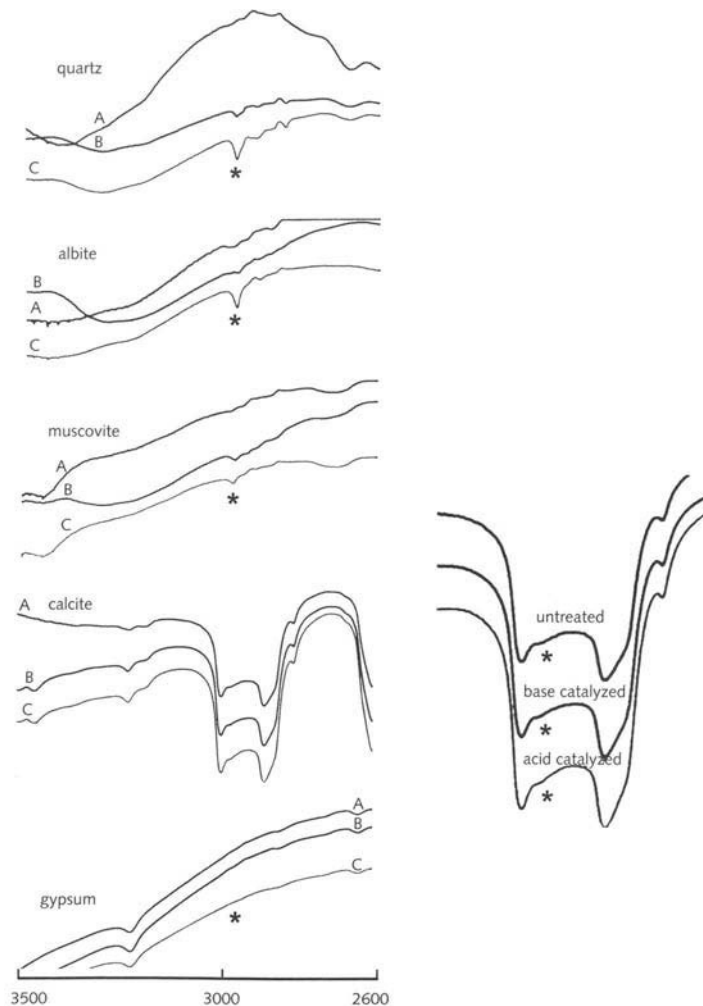 quartz
A
B
C
*
albite
B
A
C
*
muscovite
A
B
C
*
A calcite
B
C
untreated
*
base catalyzed
*
acid catalyzed
*
A
B
C
gypsum
*
3500 3000 2600